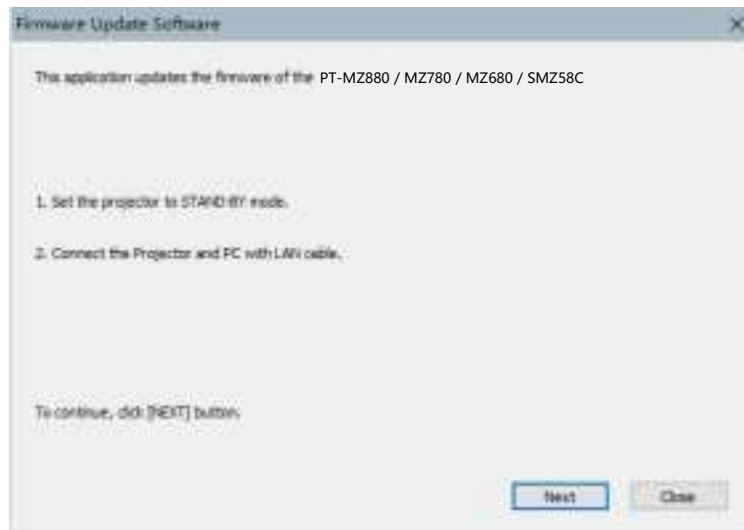 Firmware Update Software
This application updates the firmware of the PT-MZ880 / MZ780 / MZ680 / SMZ58C
1. Set the projector to STAND BY mode.
2. Connect the Projector and PC with LAN cable.
To continue, click [NEXT] button.
Next Close